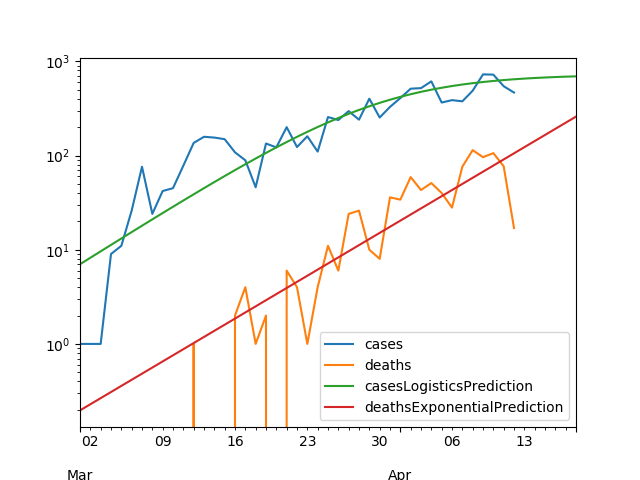 10³
10²
10¹
10⁰
cases
deaths
casesLogisticsPrediction
deathsExponentialPrediction
02 09 16 23 30 06 13
Mar Apr